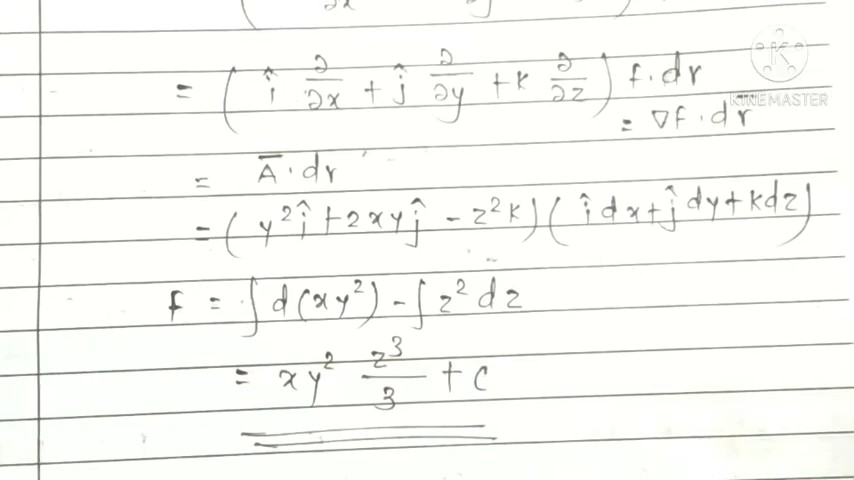 ∂x ∂y
= ( î ∂/∂x + ĵ ∂/∂y + k ∂/∂z ) f . dr
KINEMASTER
= ∇f . dr
= A̅ . dr
= ( y² î + 2xy ĵ - z² k ) ( î dx + ĵ dy + k dz )
f = ∫ d(xy²) - ∫ z² dz
= xy² z³/3 + c